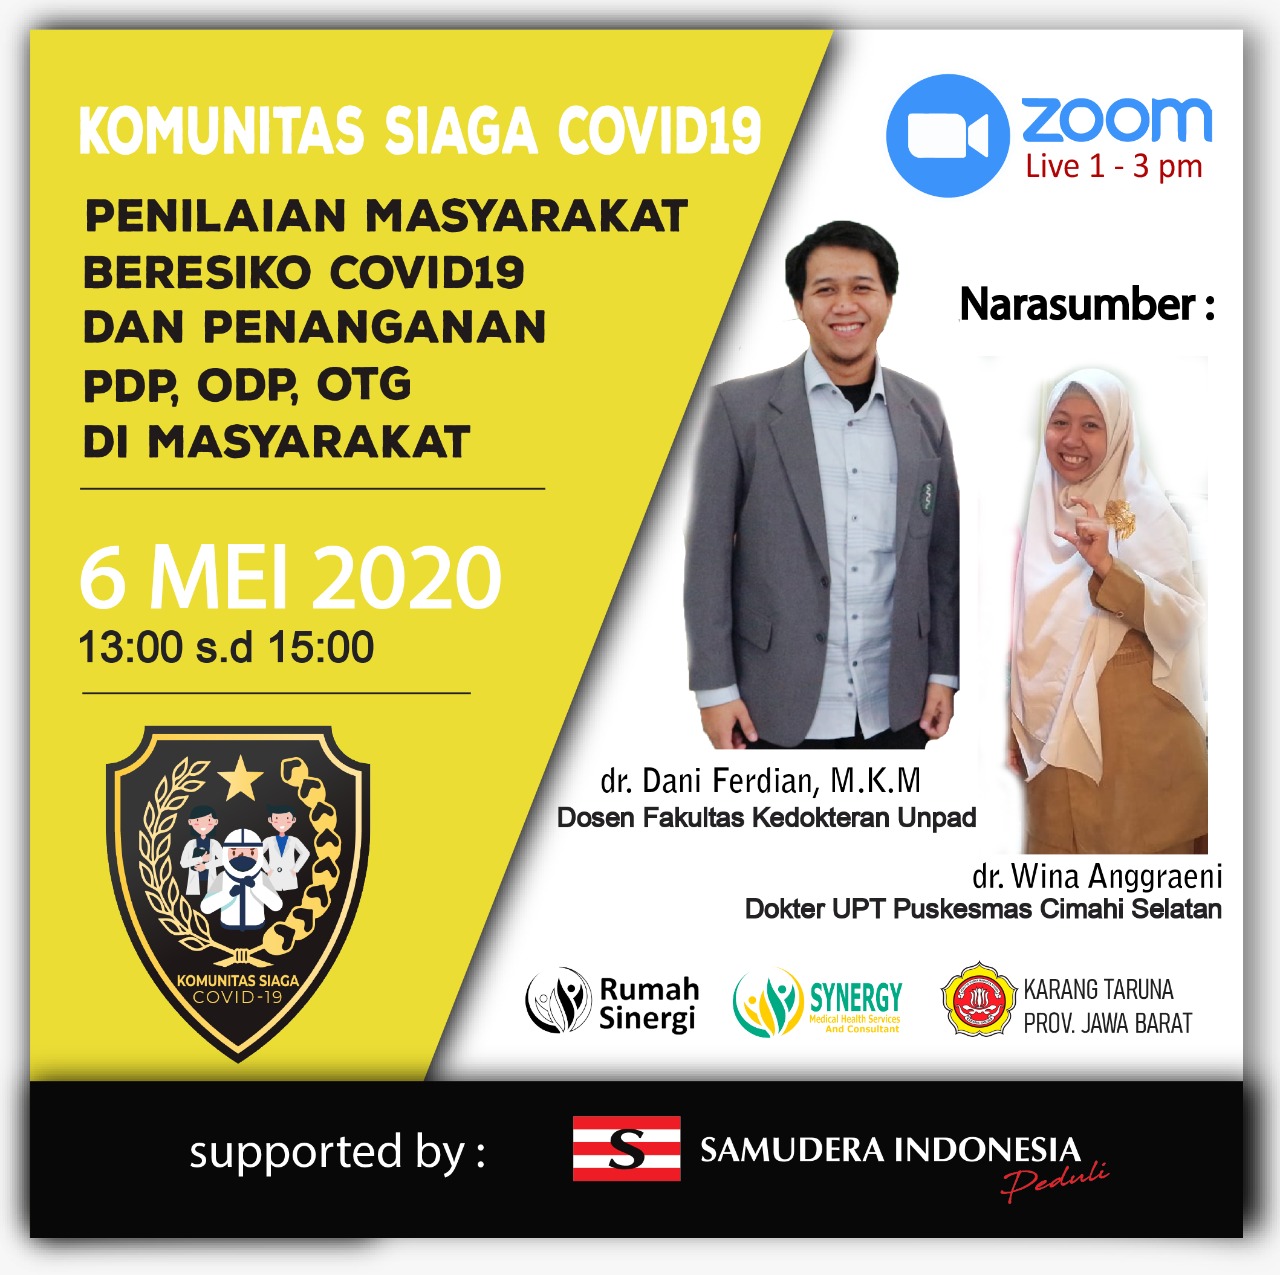 KOMUNITAS SIAGA COVID19
PENILAIAN MASYARAKAT
BERESIKO COVID19
DAN PENANGANAN
PDP, ODP, OTG
DI MASYARAKAT
6 MEI 2020
13:00 s.d 15:00
KOMUNITAS SIAGA
COVID-19
zoom
Live 1 - 3 pm
Narasumber :
dr. Dani Ferdian, M.K.M
Dosen Fakultas Kedokteran Unpad
dr. Wina Anggraeni
Dokter UPT Puskesmas Cimahi Selatan
Rumah
Sinergi
SYNERGY
Medical Health Services
And Consultant
KARANG TARUNA
PROV. JAWA BARAT
supported by :
S
SAMUDERA INDONESIA
Peduli